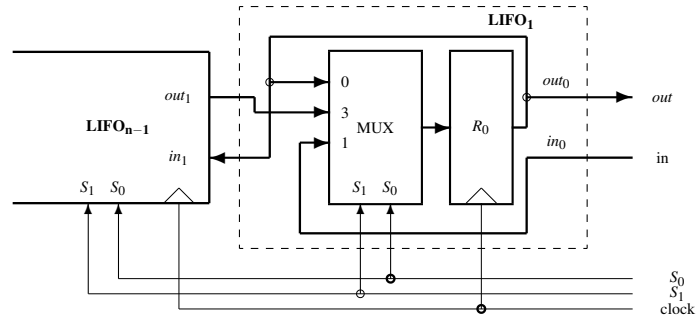 LIFO₁
out₁
0
out₀
out
3
LIFOₙ₋₁
MUX
R₀
1
in₀
in₁
in
S₁ S₀
S₁ S₀
S₀
S₁
clock